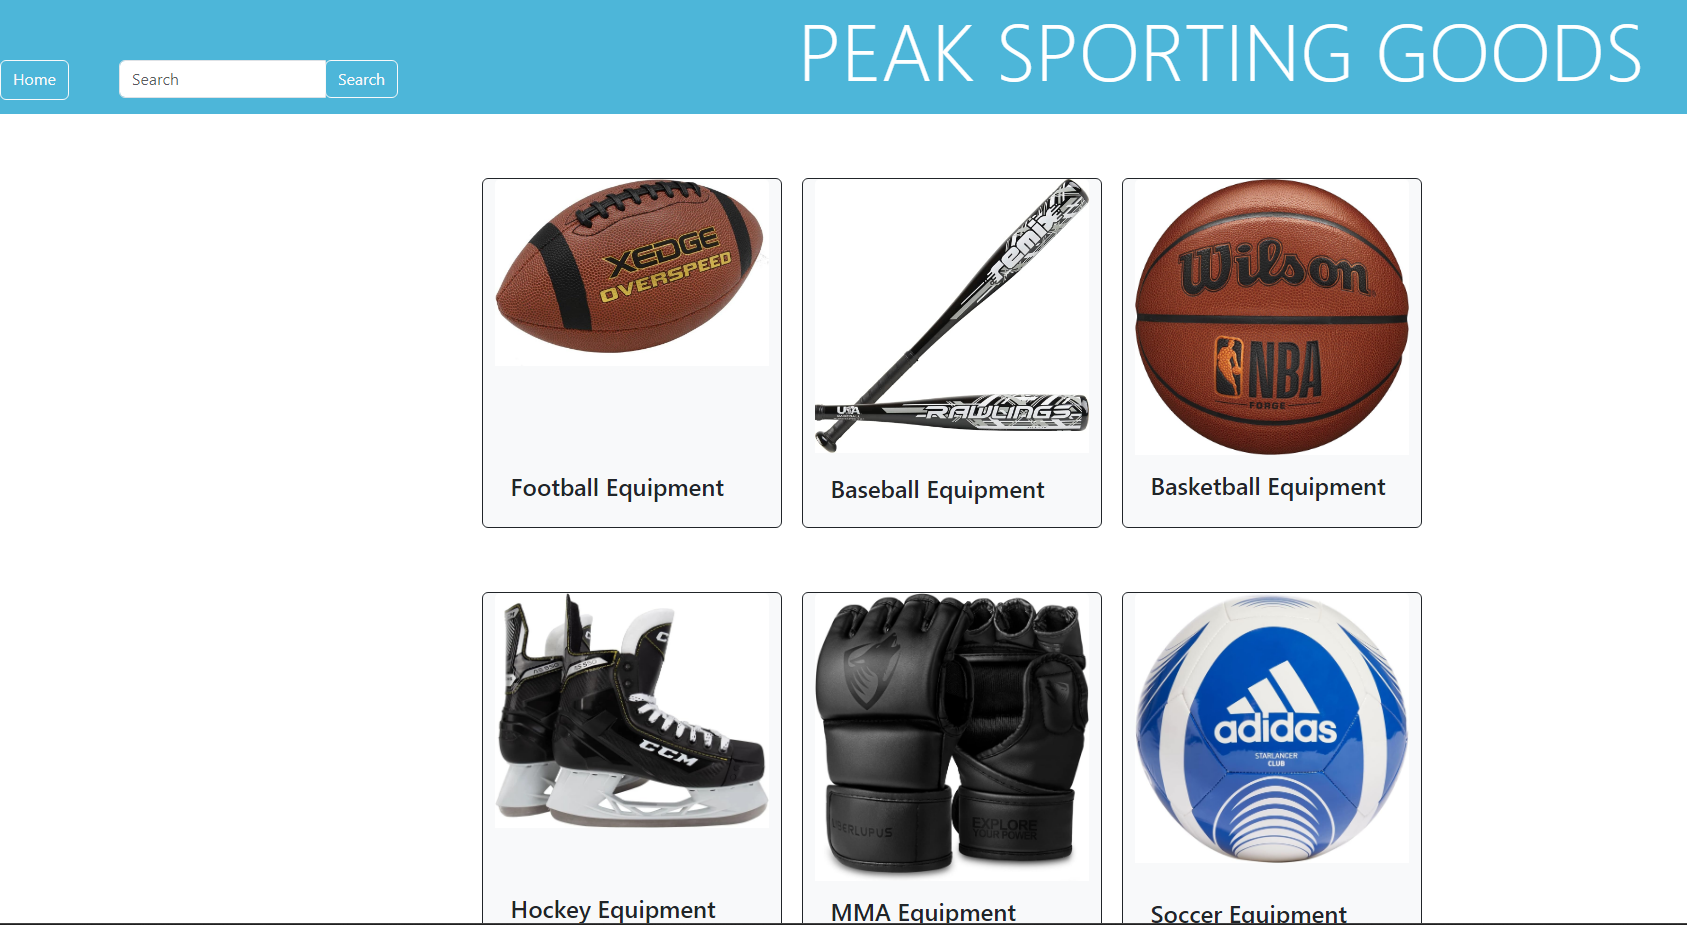 PEAK SPORTING GOODS
Home
Search
Search
XEDGE
OVERSPEED
remix
USA
RAWLINGS
Wilson
NBA
FORGE
Football Equipment
Baseball Equipment
Basketball Equipment
CCM
EXPLORE
YOUR POWER
adidas
STARLANCER
CLUB
Hockey Equipment
MMA Equipment
Soccer Equipment